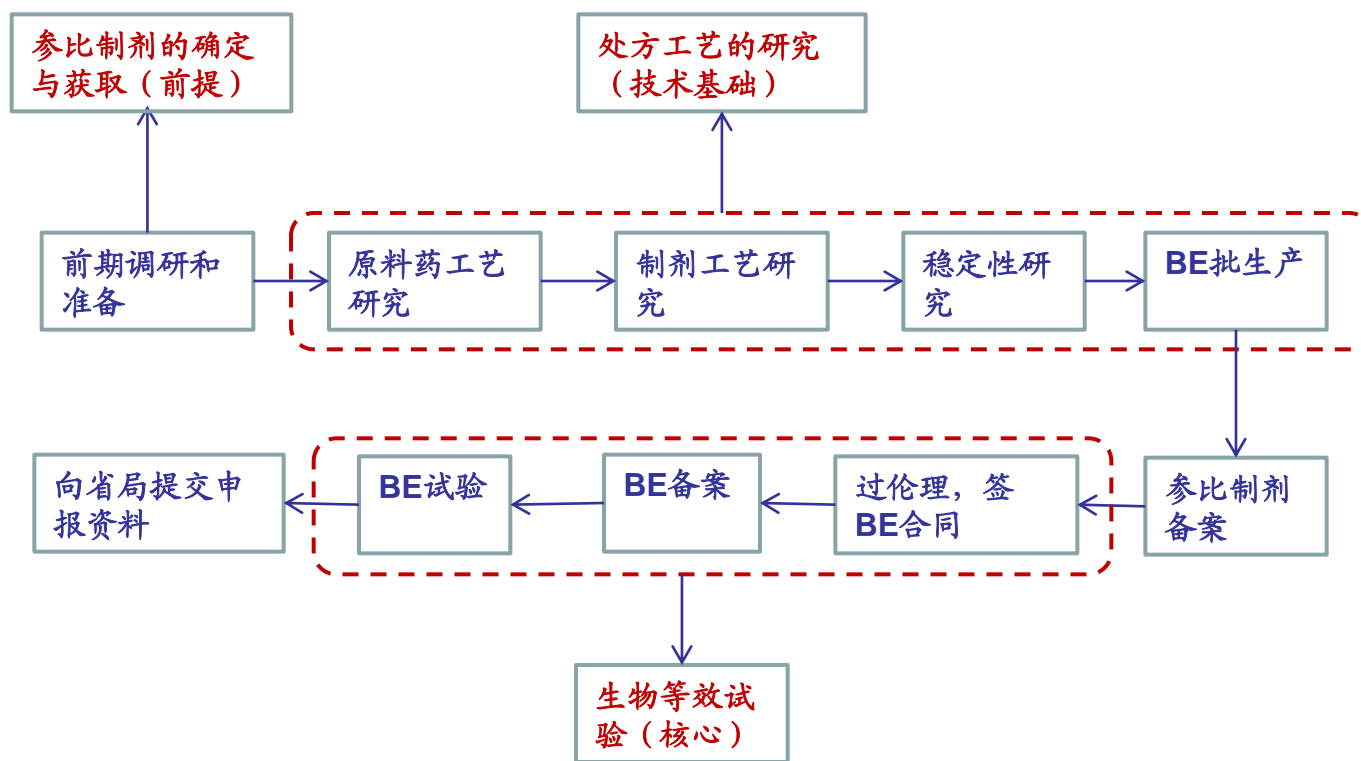 参比制剂的确定
与获取（前提）
处方工艺的研究
（技术基础）
前期调研和
准备
原料药工艺
研究
制剂工艺研
究
稳定性研
究
BE批生产
向省局提交申
报资料
BE试验
BE备案
过伦理，签
BE合同
参比制剂
备案
生物等效试
验（核心）